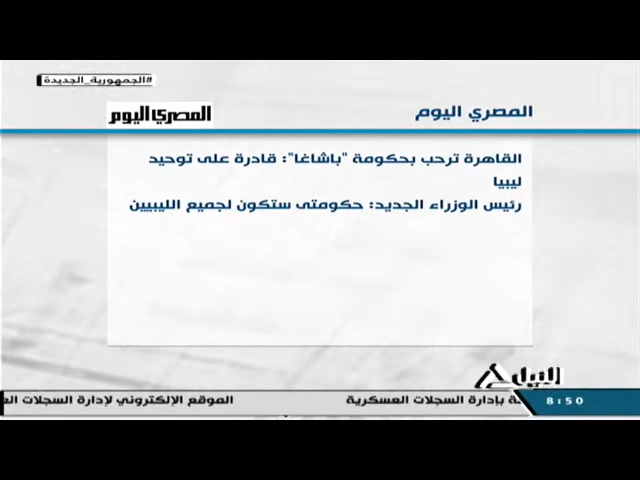 #الجمهورية_الجديدة
المصري اليوم
المصري اليوم
القاهرة ترحب بحكومة "باشاغا": قادرة على توحيد
ليبيا
رئيس الوزراء الجديد: حكومتى ستكون لجميع الليبيين
النيل
بإدارة السجلات العسكرية
الموقع الإلكتروني لإدارة السجلات
8:50